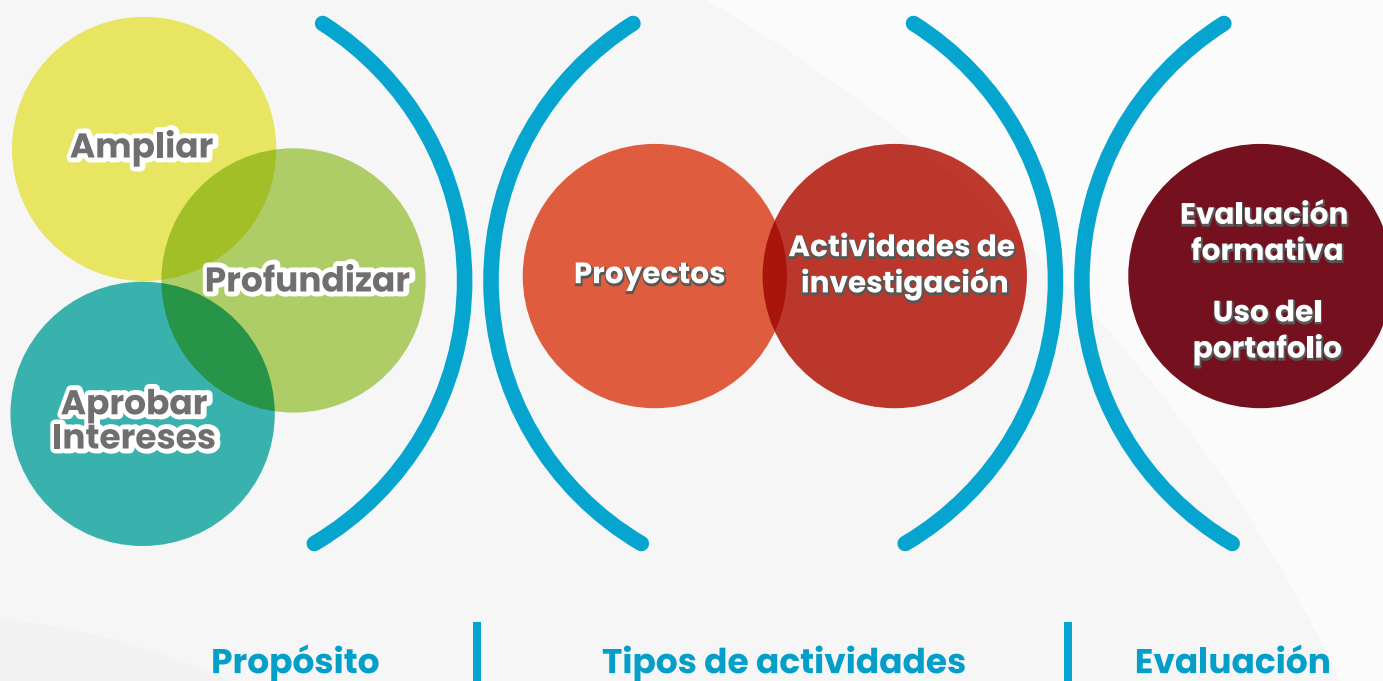 Ampliar
Profundizar
Aprobar
Intereses
Proyectos
Actividades de
investigación
Evaluación
formativa
Uso del
portafolio
Propósito
Tipos de actividades
Evaluación